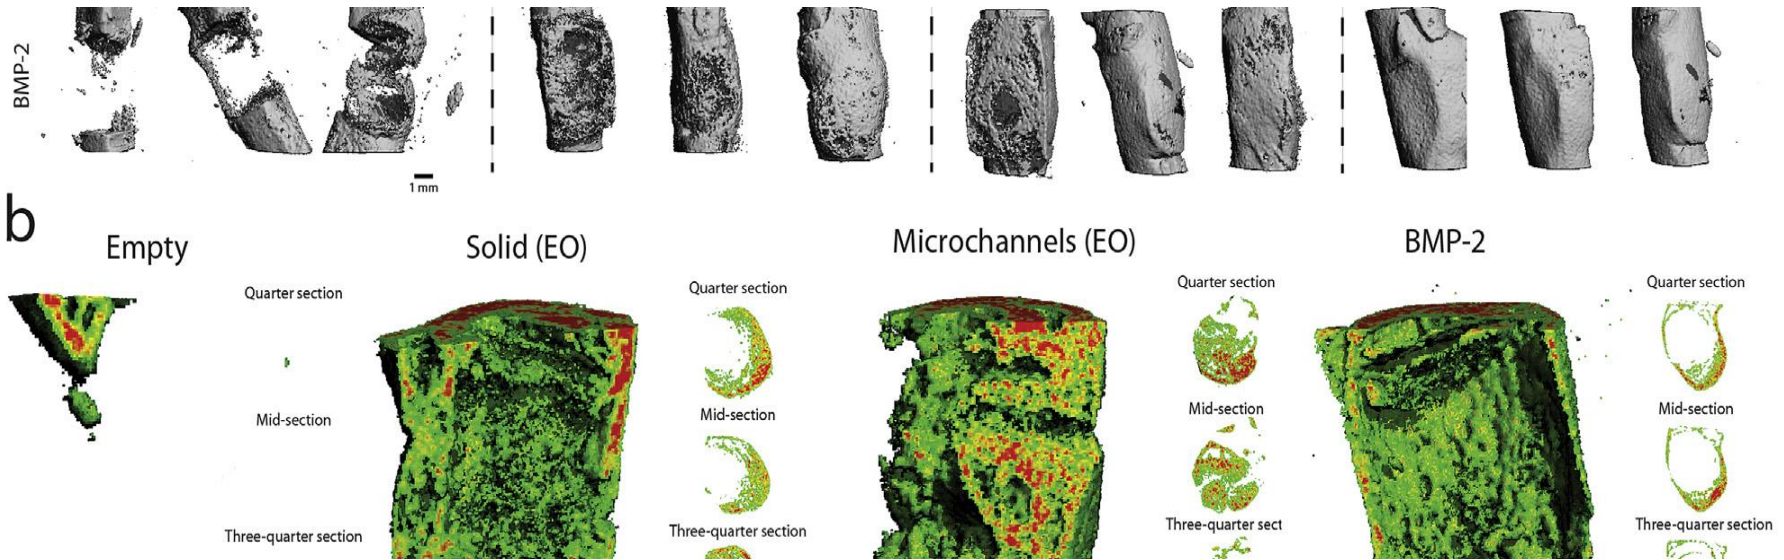 BMP-2
1 mm
b
Empty
Solid (EO)
Microchannels (EO)
BMP-2
Quarter section
Quarter section
Quarter section
Quarter section
Mid-section
Mid-section
Mid-section
Mid-section
Three-quarter section
Three-quarter section
Three-quarter sect
Three-quarter section